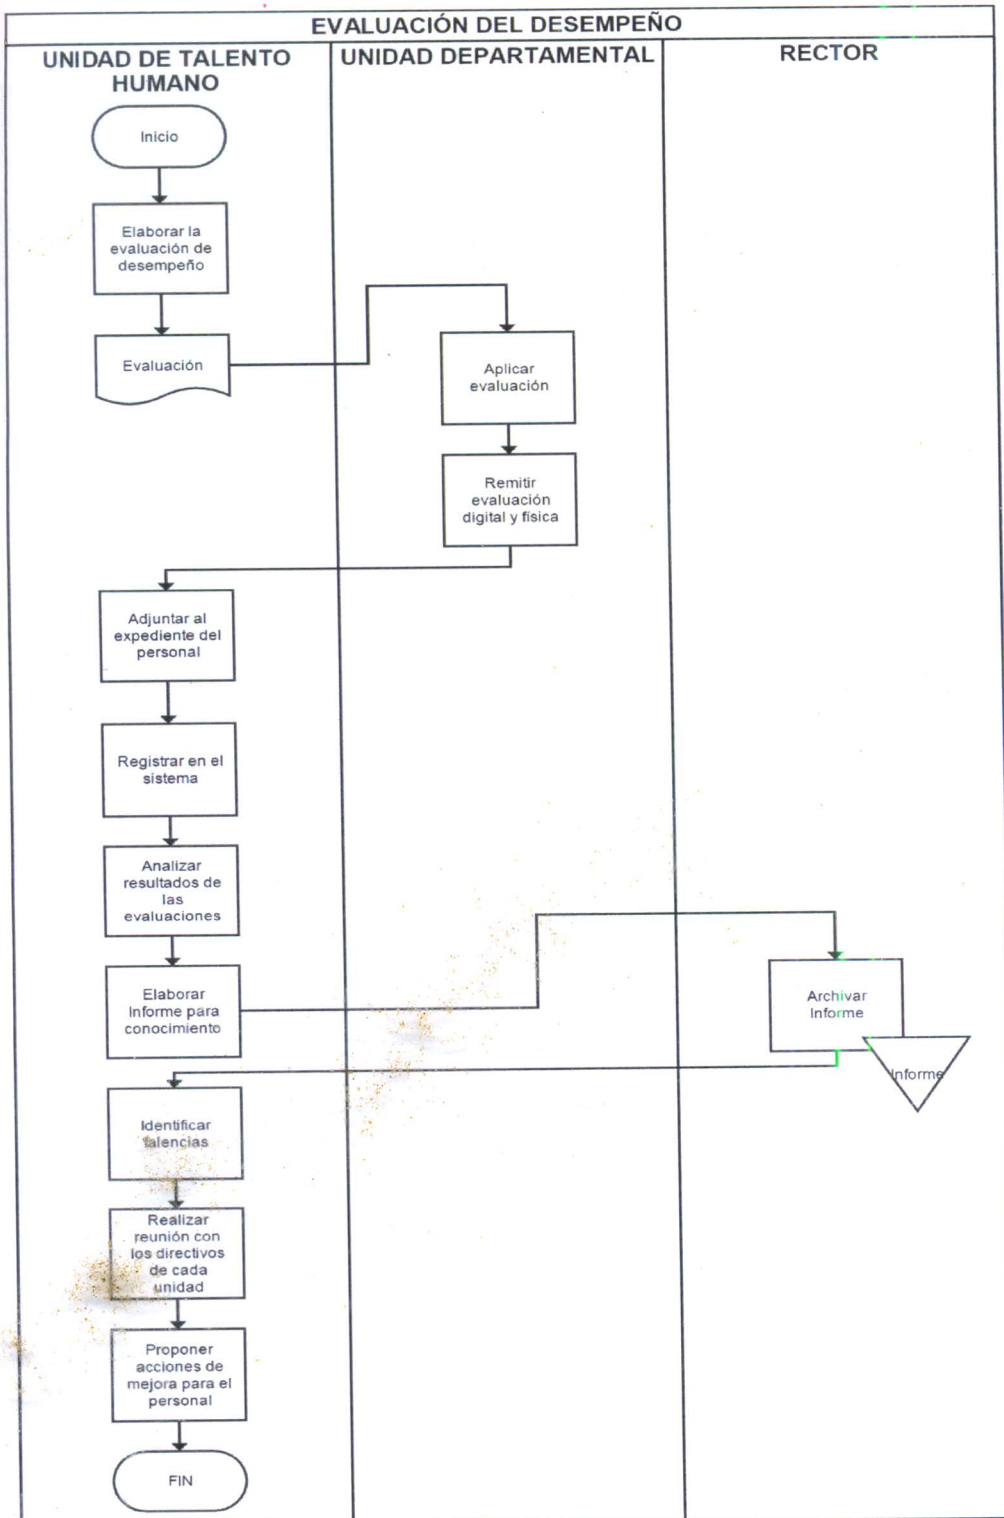 EVALUACIÓN DEL DESEMPEÑO
UNIDAD DE TALENTO
HUMANO
UNIDAD DEPARTAMENTAL
RECTOR
Inicio
Elaborar la
evaluación de
desempeño
Evaluación
Aplicar
evaluación
Remitir
evaluación
digital y física
Adjuntar al
expediente del
personal
Registrar en el
sistema
Analizar
resultados de
las
evaluaciones
Elaborar
Informe para
conocimiento
Archivar
Informe
Informe
Identificar
falencias
Realizar
reunión con
los directivos
de cada
unidad
Proponer
acciones de
mejora para el
personal
FIN